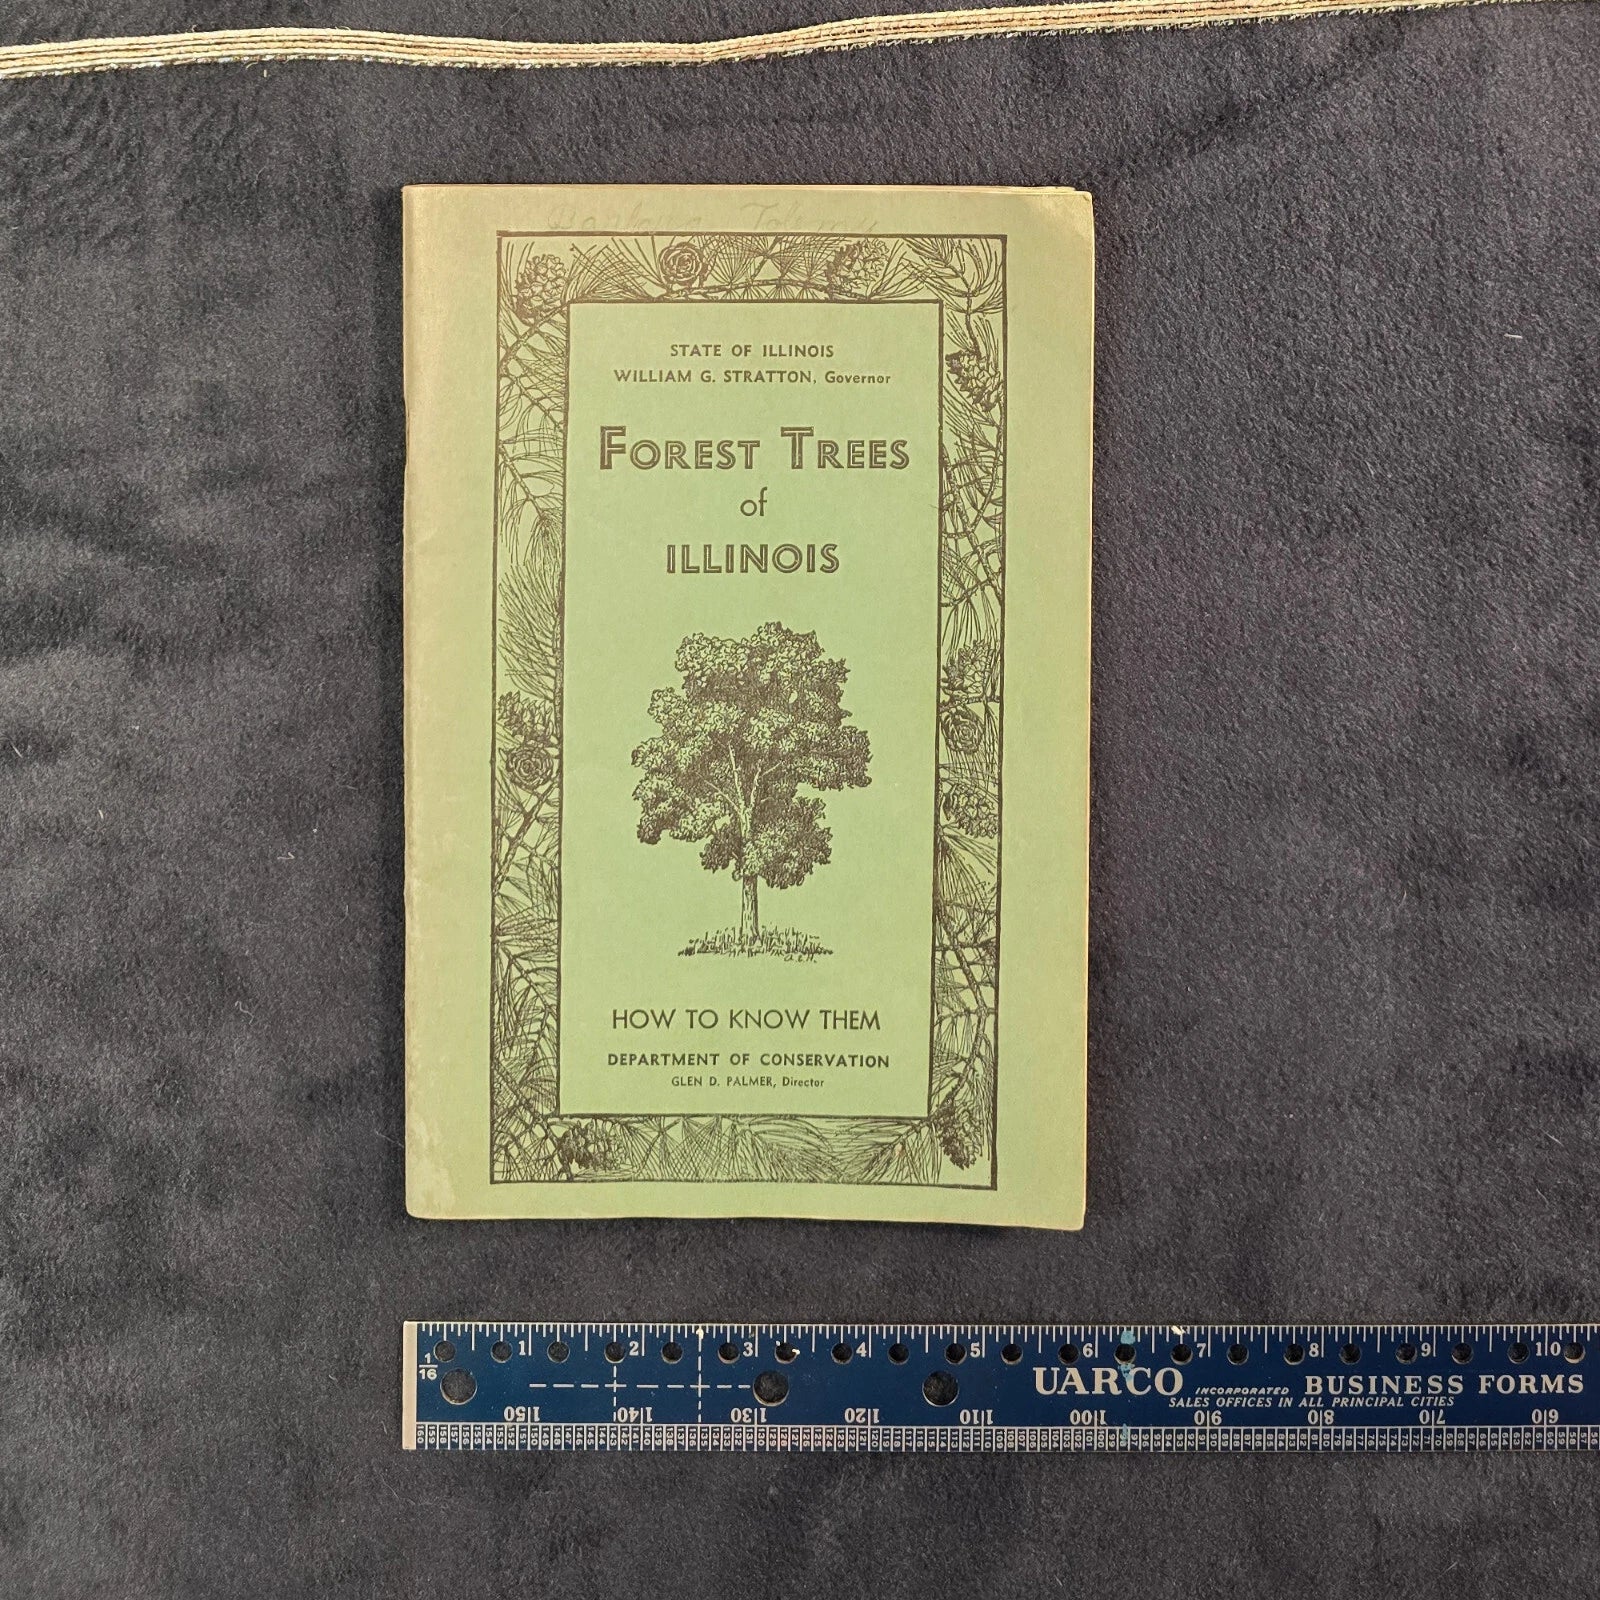 Barbara
STATE OF ILLINOIS
WILLIAM G. STRATTON, Governor
FOREST TREES
of
ILLINOIS
a.E.H.
HOW TO KNOW THEM
DEPARTMENT OF CONSERVATION
GLEN D. PALMER, Director
1 2 3 4 5 6 7 8 9 10
1/16
UARCO INCORPORATED BUSINESS FORMS
SALES OFFICES IN ALL PRINCIPAL CITIES
150 140 130 120 110 100 90 80 70 60